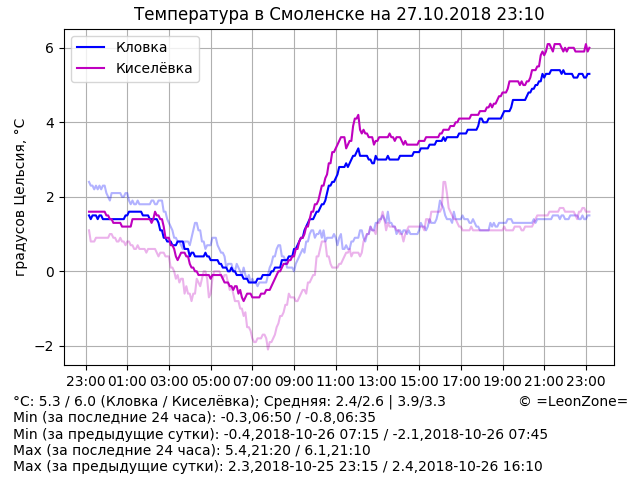 Температура в Смоленске на 27.10.2018 23:10
Кловка
Киселёвка
градусов Цельсия, °C
6
4
2
0
−2
23:00 01:00 03:00 05:00 07:00 09:00 11:00 13:00 15:00 17:00 19:00 21:00 23:00
°C: 5.3 / 6.0 (Кловка / Киселёвка); Средняя: 2.4/2.6 | 3.9/3.3 © =LeonZone=
Min (за последние 24 часа): -0.3,06:50 / -0.8,06:35
Min (за предыдущие сутки): -0.4,2018-10-26 07:15 / -2.1,2018-10-26 07:45
Max (за последние 24 часа): 5.4,21:20 / 6.1,21:10
Max (за предыдущие сутки): 2.3,2018-10-25 23:15 / 2.4,2018-10-26 16:10